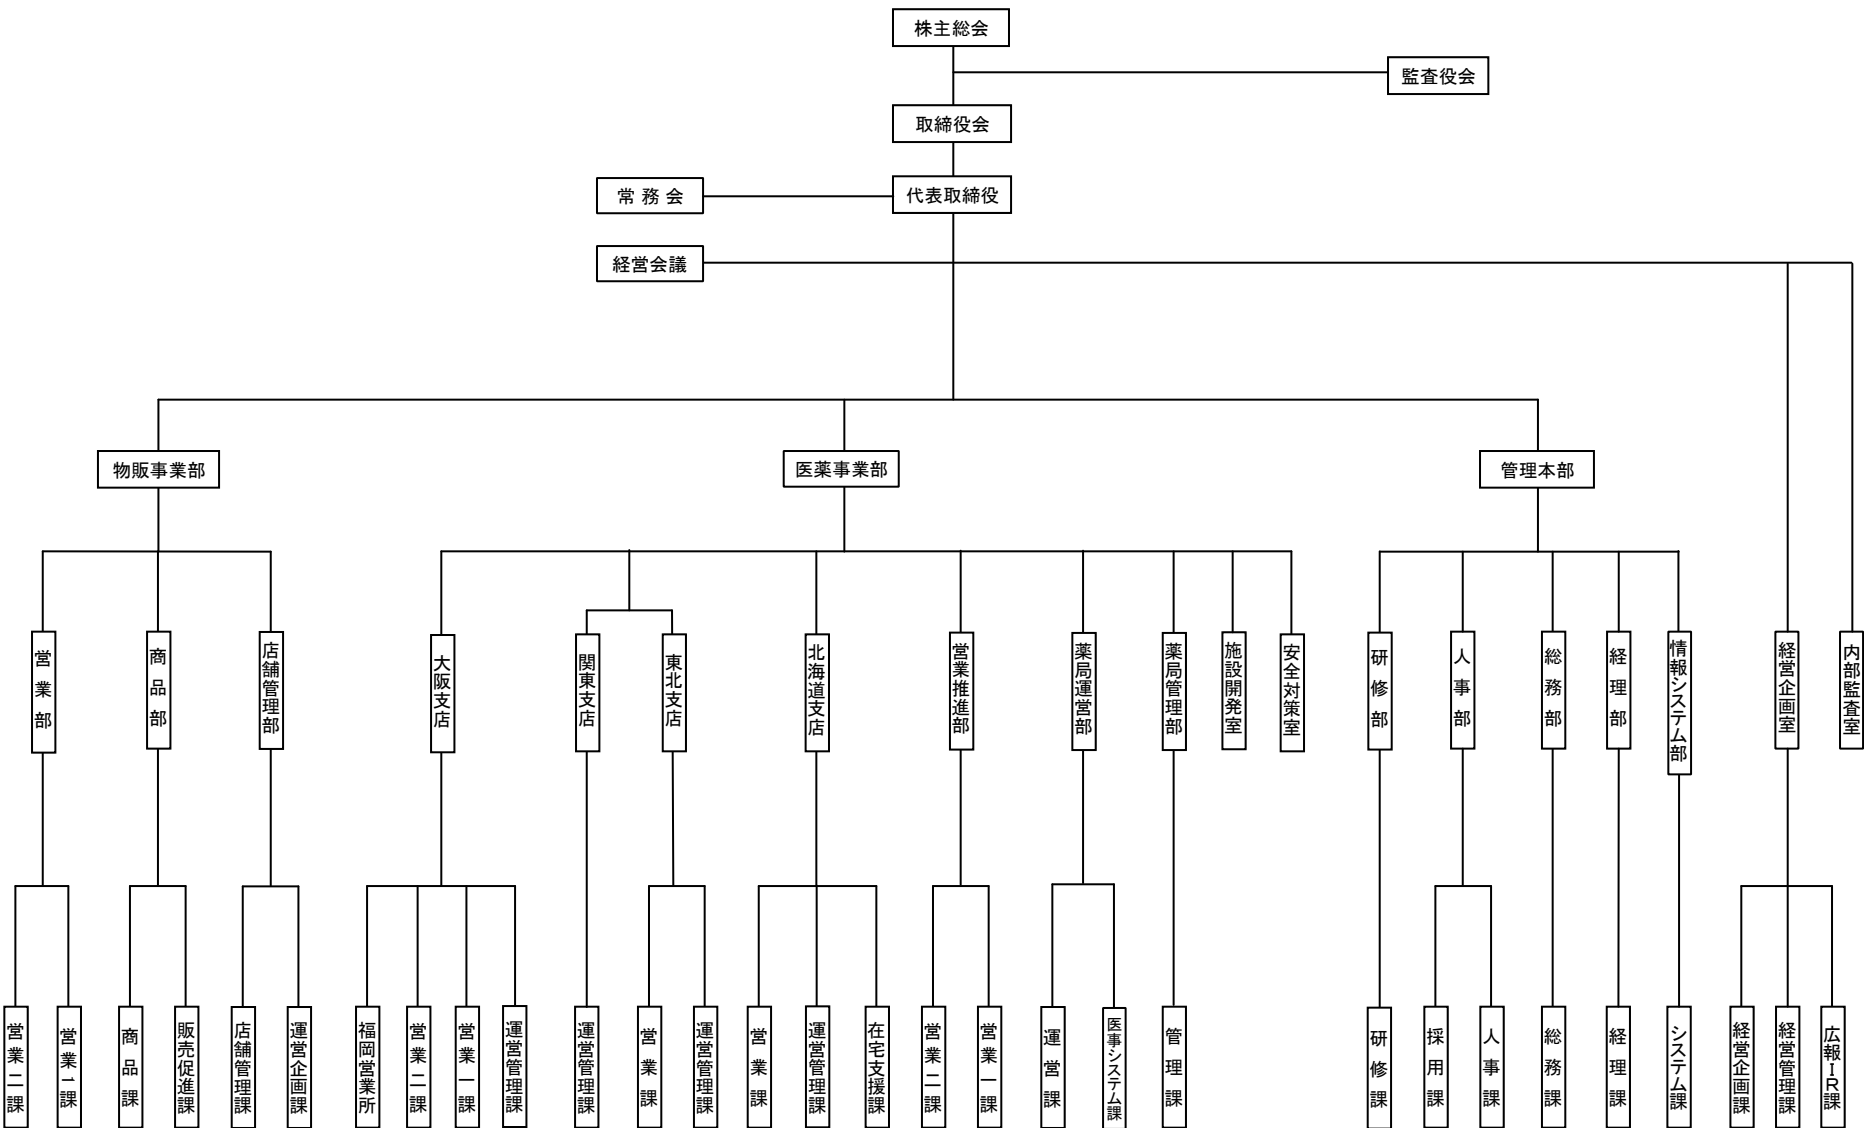 株主総会
監査役会
取締役会
常務会
代表取締役
経営会議
物販事業部
医薬事業部
管理本部
営業部
商品部
店舗管理部
大阪支店
関東支店
東北支店
北海道支店
営業推進部
薬局運営部
薬局管理部
施設開発室
安全対策室
研修部
人事部
総務部
経理部
情報システム部
経営企画室
内部監査室
営業二課
営業一課
商品課
販売促進課
店舗管理課
運営企画課
福岡営業所
営業二課
営業一課
運営管理課
運営管理課
営業課
運営管理課
営業課
運営管理課
在宅支援課
営業二課
営業一課
運営課
医事システム課
管理課
研修課
採用課
人事課
総務課
経理課
システム課
経営企画課
経営管理課
広報IR課